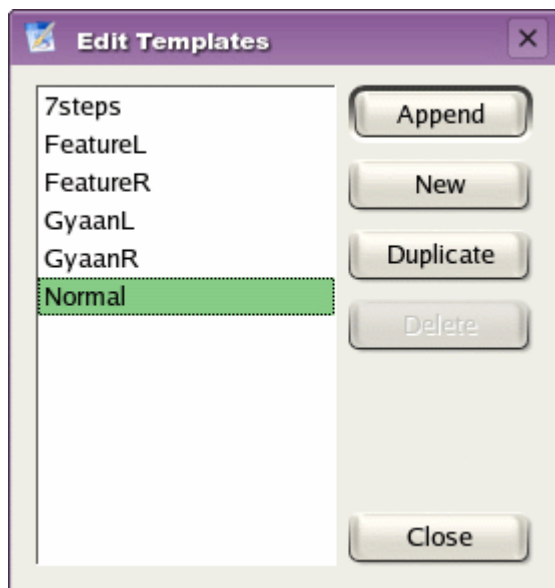 Edit Templates
7steps
FeatureL
FeatureR
GyaanL
GyaanR
Normal
Append
New
Duplicate
Delete
Close